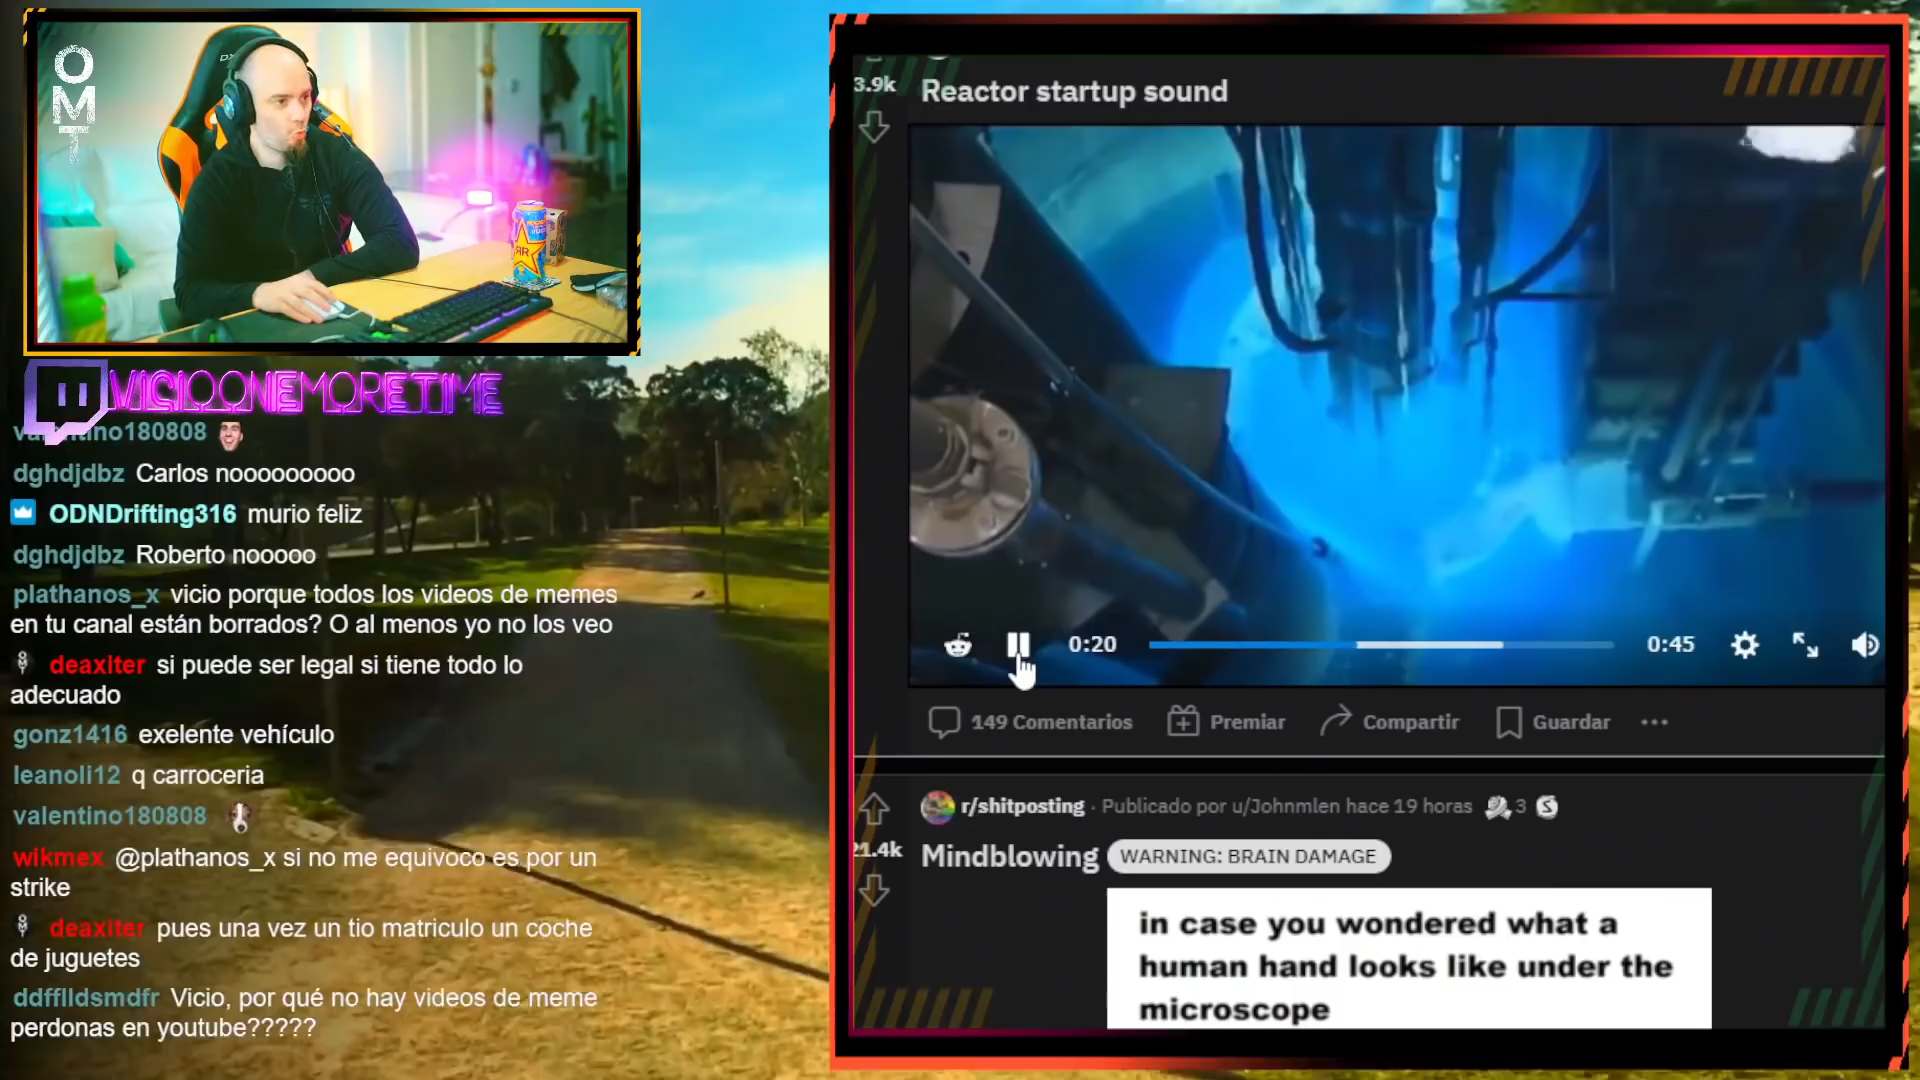 OMT
VICIOONEMORETIME
valentino180808
dghdjdbz Carlos nooooooooo
ODNDrifting316 murio feliz
dghdjdbz Roberto nooooo
plathanos_x vicio porque todos los videos de memes
en tu canal están borrados? O al menos yo no los veo
deaxlter si puede ser legal si tiene todo lo
adecuado
gonz1416 exelente vehículo
leanoli12 q carroceria
valentino180808
wikmex @plathanos_x si no me equivoco es por un
strike
deaxlter pues una vez un tio matriculo un coche
de juguetes
ddfflldsmdfr Vicio, por qué no hay videos de meme
perdonas en youtube?????
3.9k
Reactor startup sound
0:20
0:45
149 Comentarios
Premiar
Compartir
Guardar
r/shitposting · Publicado por u/Johnmlen hace 19 horas 3
21.4k
Mindblowing WARNING: BRAIN DAMAGE
in case you wondered what a
human hand looks like under the
microscope